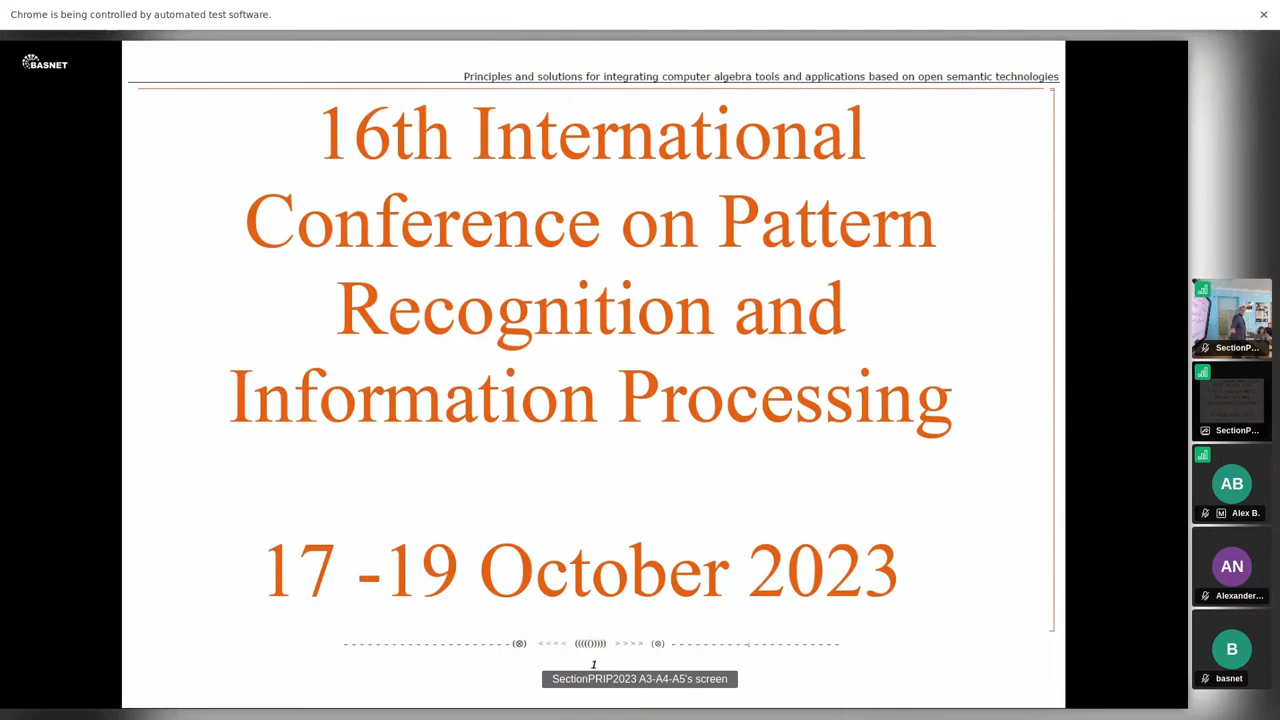 Chrome is being controlled by automated test software.
BASNET
Principles and solutions for integrating computer algebra tools and applications based on open semantic technologies
16th International
Conference on Pattern
Recognition and
Information Processing
17 -19 October 2023
1
SectionPRIP2023 A3-A4-A5's screen
SectionP...
SectionP...
AB
M Alex B.
AN
Alexander...
B
basnet